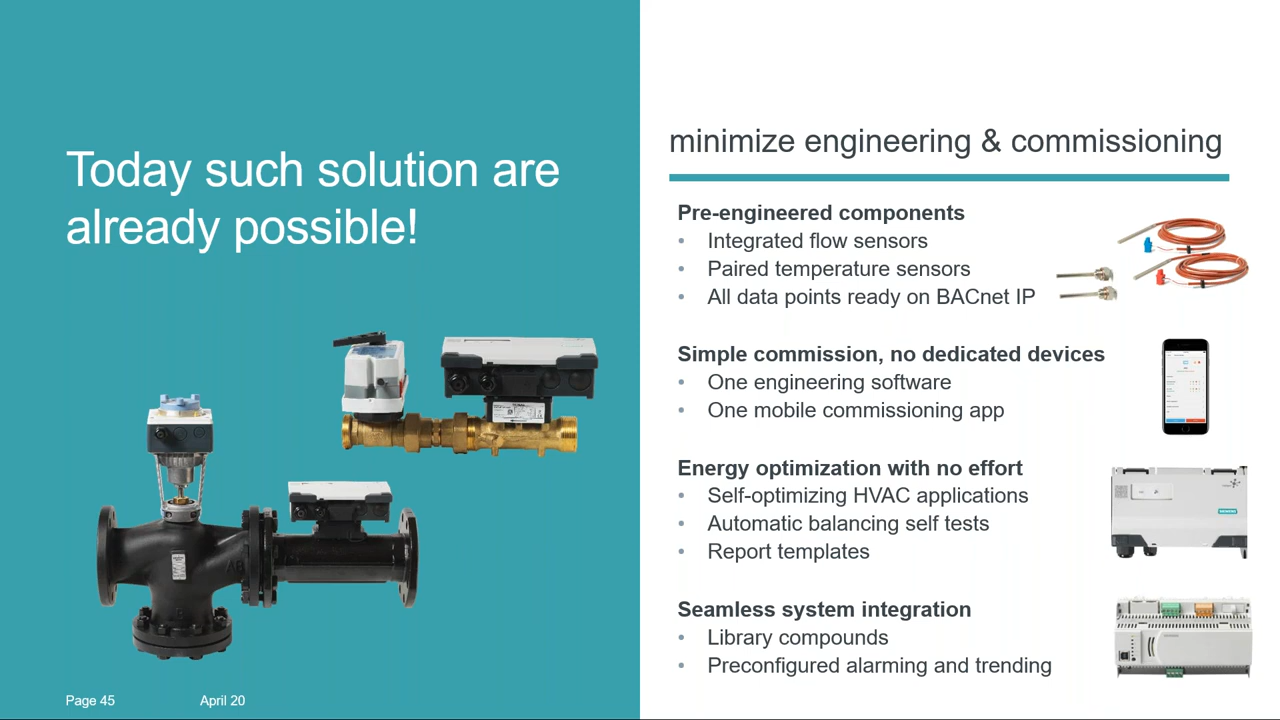 Today such solution are
already possible!
Page 45
April 20
minimize engineering & commissioning
Pre-engineered components
• Integrated flow sensors
• Paired temperature sensors
• All data points ready on BACnet IP
Simple commission, no dedicated devices
• One engineering software
• One mobile commissioning app
Energy optimization with no effort
• Self-optimizing HVAC applications
• Automatic balancing self tests
• Report templates
SIEMENS
Seamless system integration
• Library compounds
• Preconfigured alarming and trending